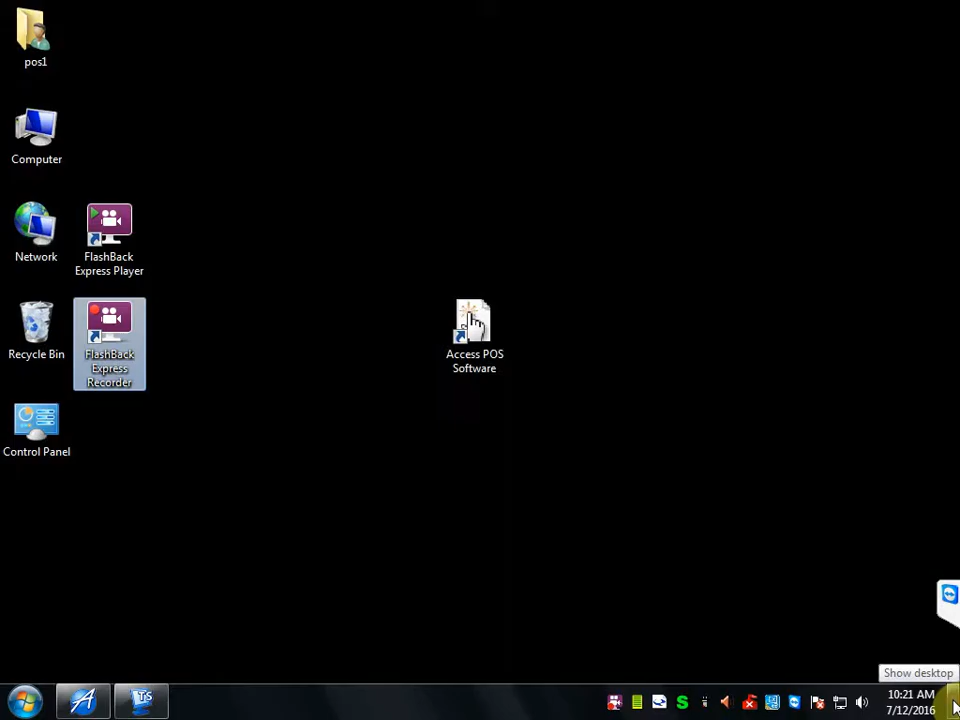 pos1
Computer
Network
FlashBack
Express Player
Recycle Bin
FlashBack
Express
Recorder
Control Panel
Access POS
Software
Show desktop
TS
S
10:21 AM
7/12/2016